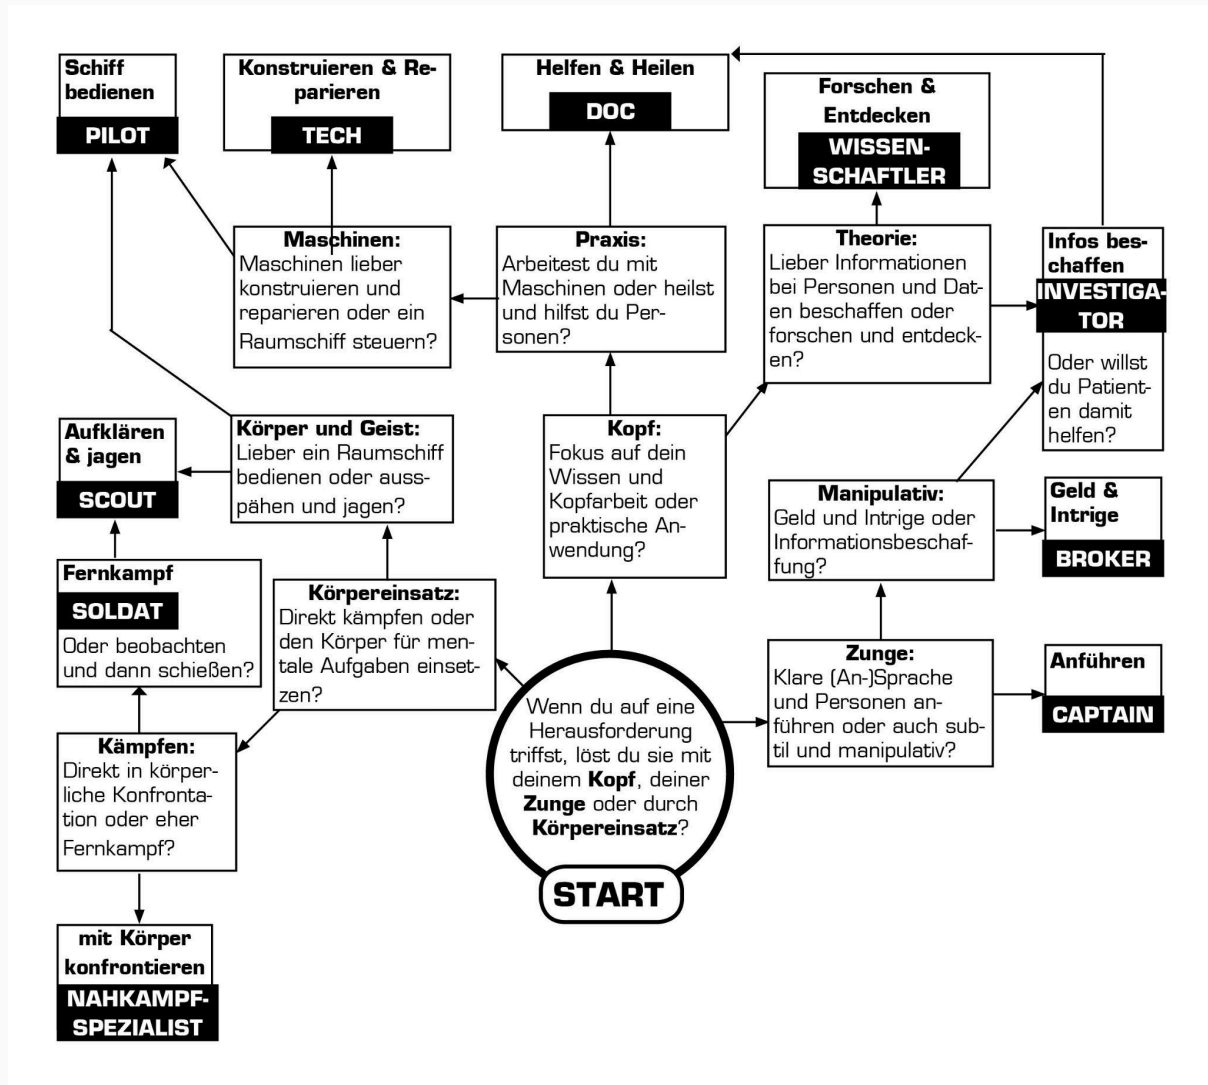 Schiff
bedienen
PILOT
Konstruieren & Re-
parieren
TECH
Helfen & Heilen
DOC
Forschen &
Entdecken
WISSEN-
SCHAFTLER
Maschinen:
Maschinen lieber
konstruieren und
reparieren oder ein
Raumschiff steuern?
Praxis:
Arbeitest du mit
Maschinen oder heilst
und hilfst du Per-
sonen?
Theorie:
Lieber Informationen
bei Personen und Dat-
en beschaffen oder
forschen und entdeck-
en?
Infos bes-
chaffen
INVESTIGA-
TOR
Oder willst
du Patient-
en damit
helfen?
Aufklären
& jagen
SCOUT
Körper und Geist:
Lieber ein Raumschiff
bedienen oder auss-
pähen und jagen?
Kopf:
Fokus auf dein
Wissen und
Kopfarbeit oder
praktische An-
wendung?
Manipulativ:
Geld und Intrige oder
Informationsbeschaf-
fung?
Geld &
Intrige
BROKER
Fernkampf
SOLDAT
Oder beobachten
und dann schießen?
Körpereinsatz:
Direkt kämpfen oder
den Körper für men-
tale Aufgaben einset-
zen?
Zunge:
Klare (An-)Sprache
und Personen an-
führen oder auch sub-
til und manipulativ?
Anführen
CAPTAIN
Wenn du auf eine
Herausforderung
triffst, löst du sie mit
deinem Kopf, deiner
Zunge oder durch
Körpereinsatz?
START
Kämpfen:
Direkt in körper-
liche Konfronta-
tion oder eher
Fernkampf?
mit Körper
konfrontieren
NAHKAMPF-
SPEZIALIST